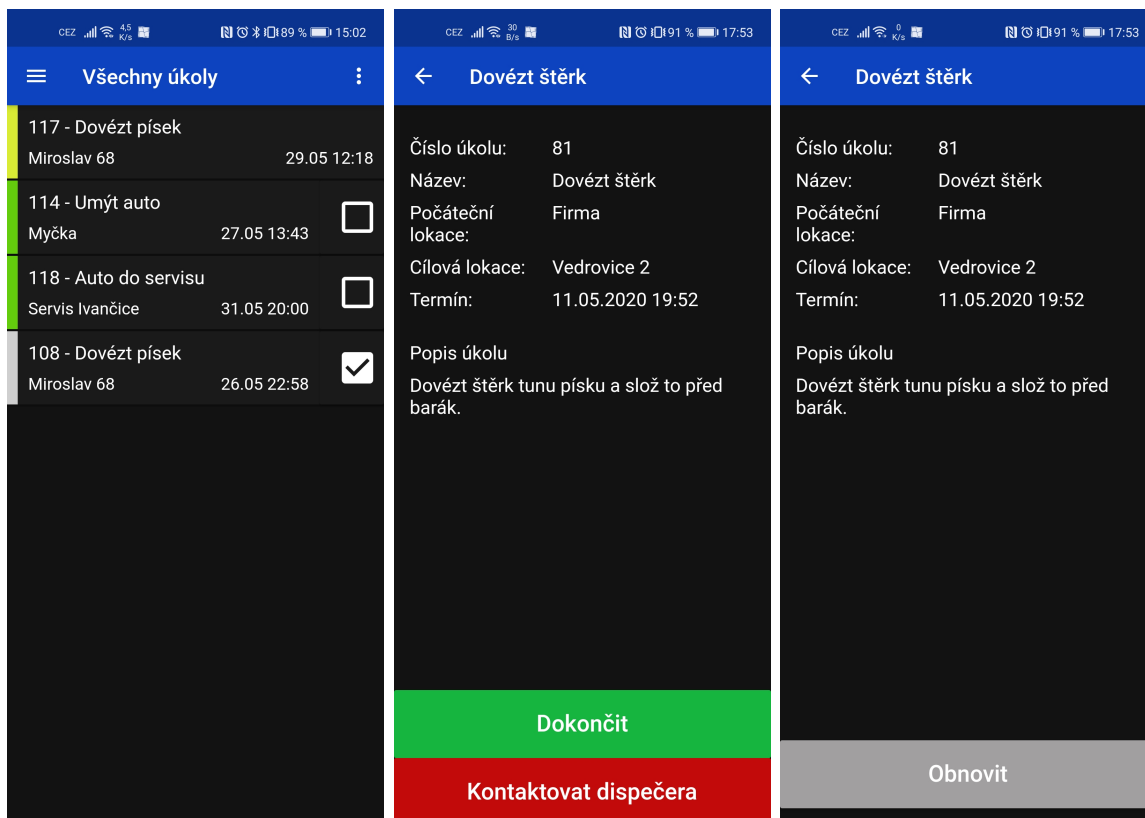 CEZ 4,5 K/s 89 % 15:02
Všechny úkoly
117 - Dovézt písek
Miroslav 68 29.05 12:18
114 - Umýt auto
Myčka 27.05 13:43
118 - Auto do servisu
Servis Ivančice 31.05 20:00
108 - Dovézt písek
Miroslav 68 26.05 22:58
CEZ 30 B/s 91 % 17:53
Dovézt štěrk
Číslo úkolu: 81
Název: Dovézt štěrk
Počáteční Firma
lokace:
Cílová lokace: Vedrovice 2
Termín: 11.05.2020 19:52
Popis úkolu
Dovézt štěrk tunu písku a slož to před
barák.
Dokončit
Kontaktovat dispečera
CEZ 0 K/s 91 % 17:53
Dovézt štěrk
Číslo úkolu: 81
Název: Dovézt štěrk
Počáteční Firma
lokace:
Cílová lokace: Vedrovice 2
Termín: 11.05.2020 19:52
Popis úkolu
Dovézt štěrk tunu písku a slož to před
barák.
Obnovit